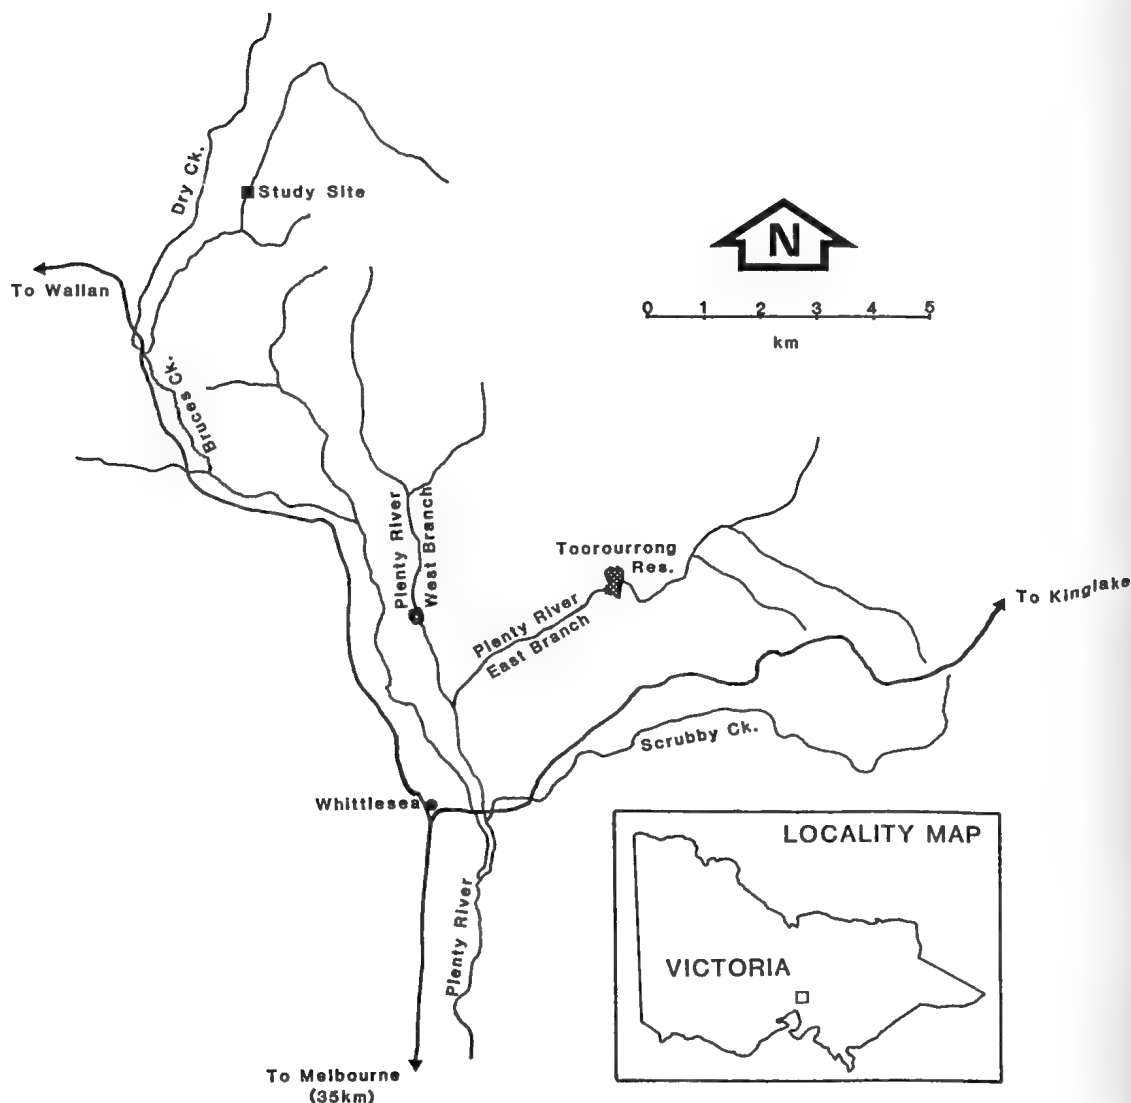 Dry Ck.
Study Site
N
To Wallan
0 1 2 3 4 5
km
Bruces Ck.
Plenty River
West Branch
Toorourrong
Res.
Plenty River
East Branch
To Kinglake
Scrubby Ck.
Whittlesea
LOCALITY MAP
VICTORIA
Plenty River
To Melbourne
(35km)